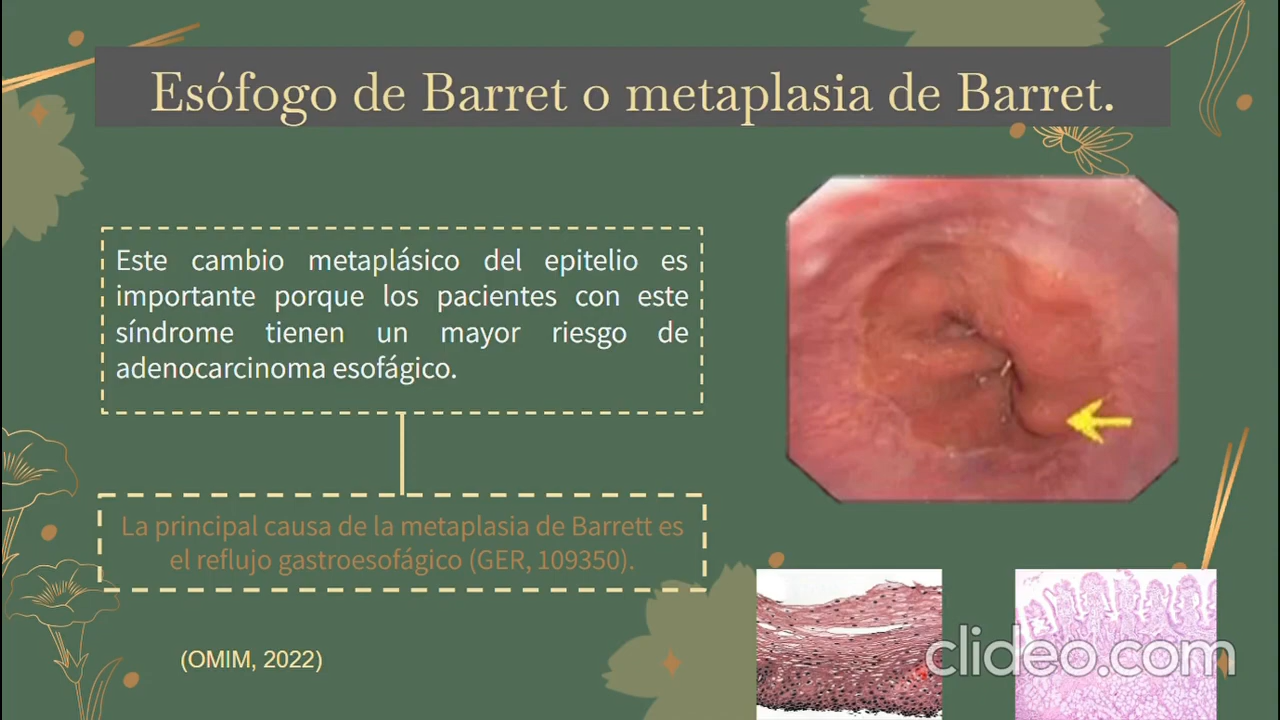 Esófogo de Barret o metaplasia de Barret.
Este cambio metaplásico del epitelio es
importante porque los pacientes con este
síndrome tienen un mayor riesgo de
adenocarcinoma esofágico.
La principal causa de la metaplasia de Barrett es
el reflujo gastroesofágico (GER, 109350).
(OMIM, 2022)
clideo.com